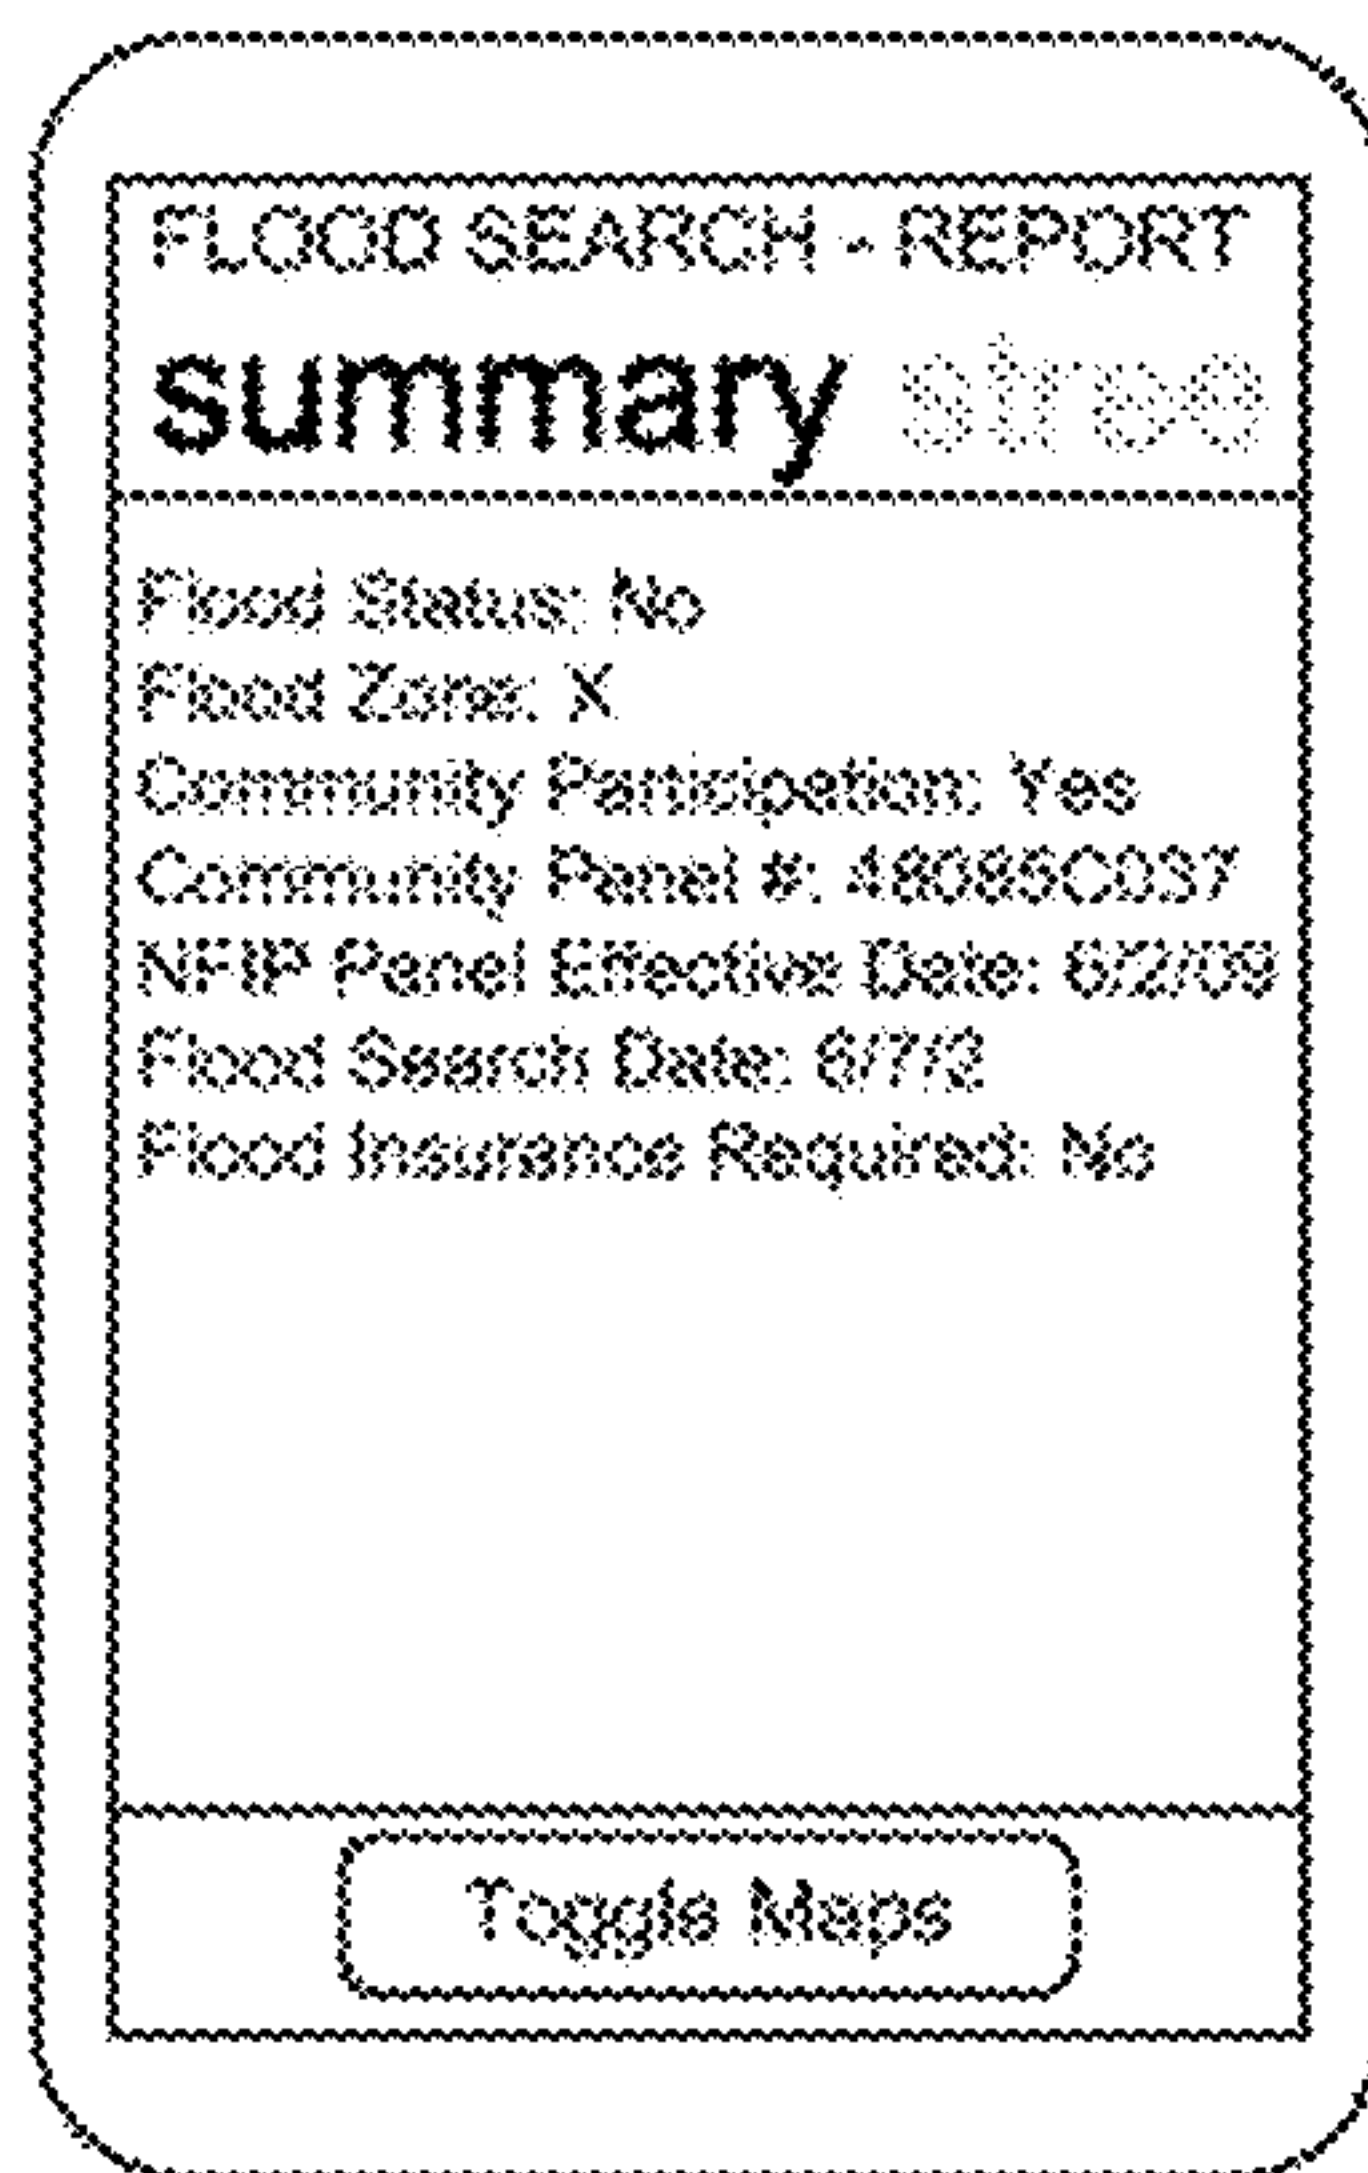 FLOOD SEARCH - REPORT
summary stree
Flood Status: No
Flood Zone: X
Community Participation: Yes
Community Panel #: 48085C037
NFIP Panel Effective Date: 6/2/09
Flood Search Date: 6/7/2
Flood Insurance Required: No
Toggle Maps